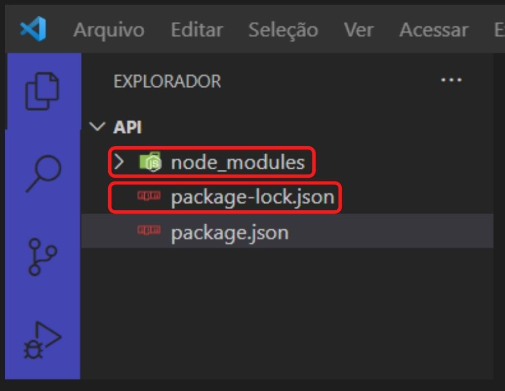 Arquivo Editar Seleção Ver Acessar E
EXPLORADOR
API
node_modules
package-lock.json
package.json